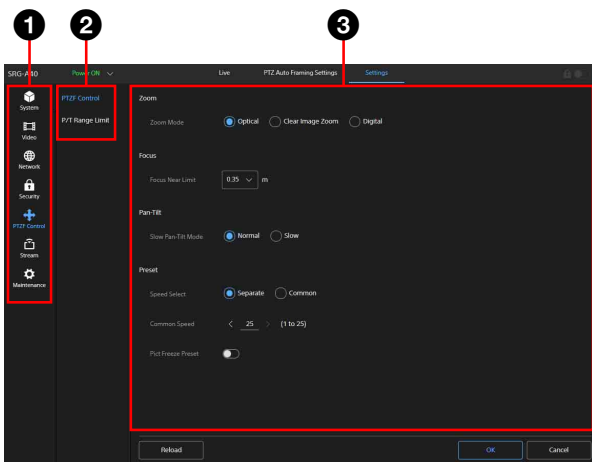 1 2 3
SRG-A40 Power ON Live PTZ Auto Framing Settings Settings
System
Video
Network
Security
PTZF Control
Stream
Maintenance
PTZF Control
P/T Range Limit
Zoom
Zoom Mode Optical Clear Image Zoom Digital
Focus
Focus Near Limit 0.35 m
Pan-Tilt
Slow Pan-Tilt Mode Normal Slow
Preset
Speed Select Separate Common
Common Speed < 25 > (1 to 25)
Pict Freeze Preset
Reload OK Cancel